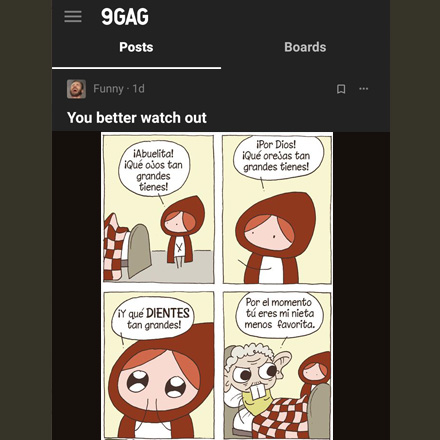 9GAG
Posts
Boards
Funny · 1d
You better watch out
¡Abuelita!
¡Qué ojos tan
grandes
tienes!
¡Por Dios!
¡Qué orejas tan
grandes tienes!
¡Y qué DIENTES
tan grandes!
Por el momento
tú eres mi nieta
menos favorita.